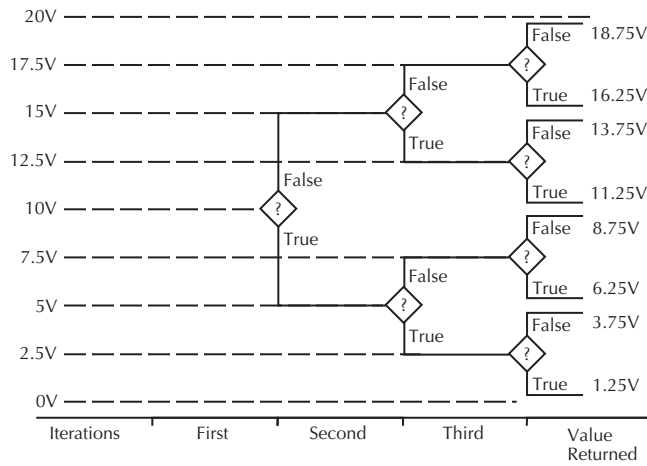 20V
False 18.75V
17.5V
?
False
True 16.25V
15V
?
False 13.75V
True
12.5V
?
False
True 11.25V
10V
?
False 8.75V
True
7.5V
?
False
True 6.25V
5V
?
False 3.75V
True
2.5V
?
True 1.25V
0V
Iterations First Second Third Value
Returned